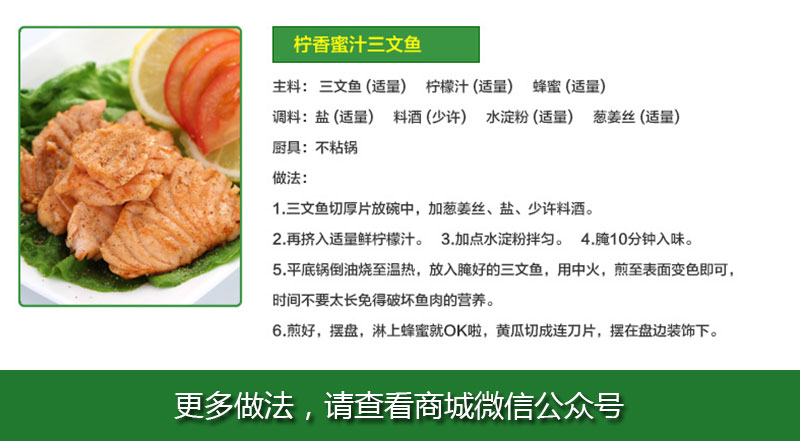 柠香蜜汁三文鱼
主料： 三文鱼 (适量)　柠檬汁 (适量)　蜂蜜 (适量)
调料：盐 (适量)　料酒 (少许)　水淀粉 (适量)　葱姜丝 (适量)
厨具：不粘锅
做法：
1.三文鱼切厚片放碗中，加葱姜丝、盐、少许料酒。
2.再挤入适量鲜柠檬汁。 3.加点水淀粉拌匀。 4.腌10分钟入味。
5.平底锅倒油烧至温热，放入腌好的三文鱼，用中火，煎至表面变色即可，
时间不要太长免得破坏鱼肉的营养。
6.煎好，摆盘，淋上蜂蜜就OK啦，黄瓜切成连刀片，摆在盘边装饰下。
更多做法，请查看商城微信公众号